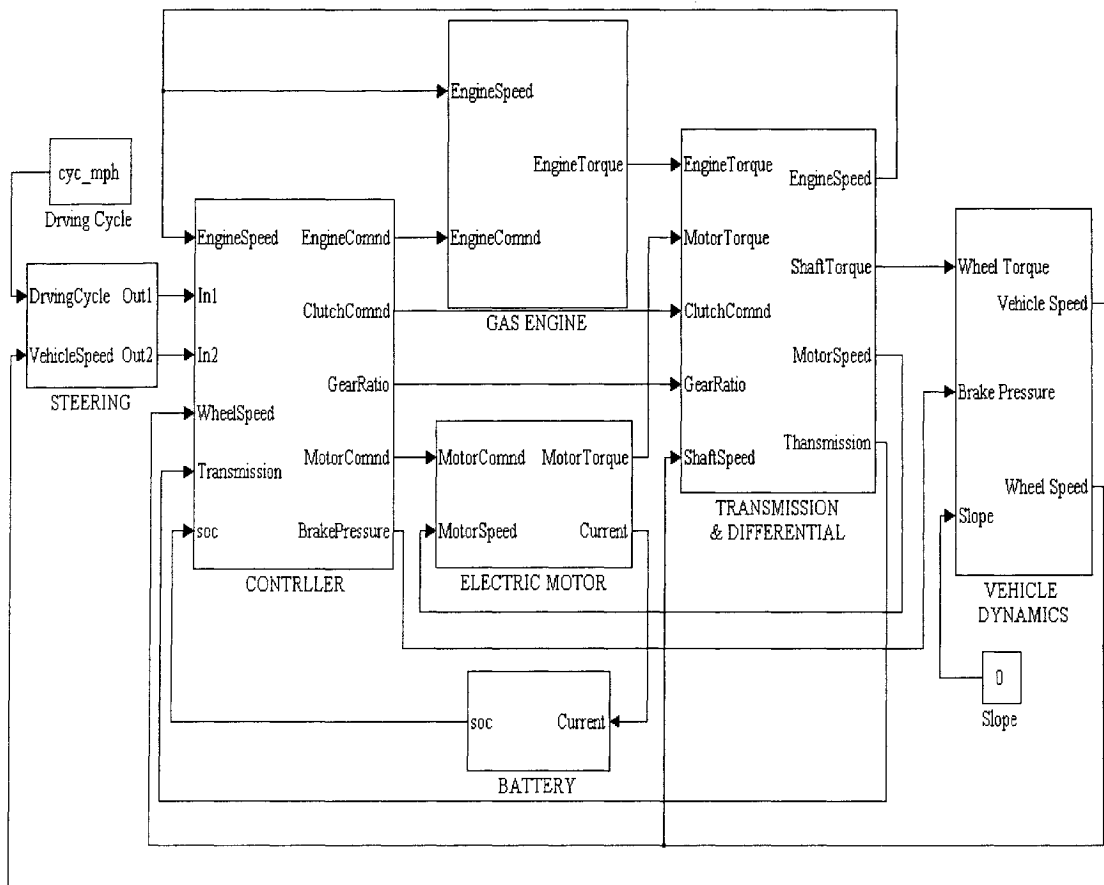 cyc_mph
Drving Cycle
DrvingCycle
Out1
VehicleSpeed
Out2
STEERING
EngineSpeed
In1
In2
WheelSpeed
Transmission
soc
EngineComnd
ClutchComnd
GearRatio
MotorComnd
BrakePressure
CONTRLLER
EngineSpeed
EngineTorque
EngineComnd
GAS ENGINE
MotorComnd
MotorTorque
MotorSpeed
Current
ELECTRIC MOTOR
soc
Current
BATTERY
EngineTorque
MotorTorque
ClutchComnd
GearRatio
ShaftSpeed
EngineSpeed
ShaftTorque
MotorSpeed
Thansmission
TRANSMISSION
& DIFFERENTIAL
Wheel Torque
Vehicle Speed
Brake Pressure
Wheel Speed
Slope
VEHICLE
DYNAMICS
0
Slope